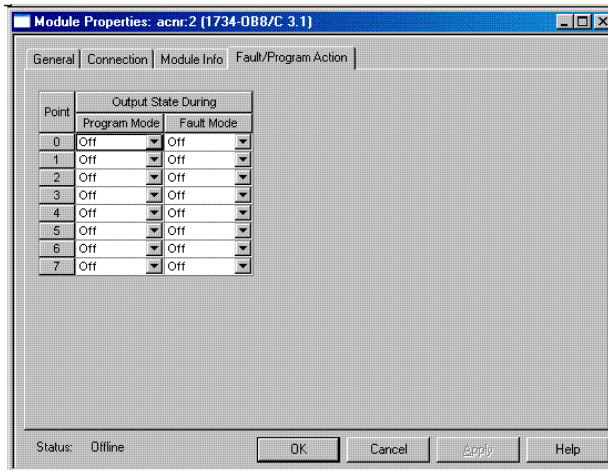 Module Properties: acnr:2 (1734-OB8/C 3.1)
General Connection Module Info Fault/Program Action
Point Output State During
Program Mode Fault Mode
0 Off Off
1 Off Off
2 Off Off
3 Off Off
4 Off Off
5 Off Off
6 Off Off
7 Off Off
Status: Offline OK Cancel Apply Help